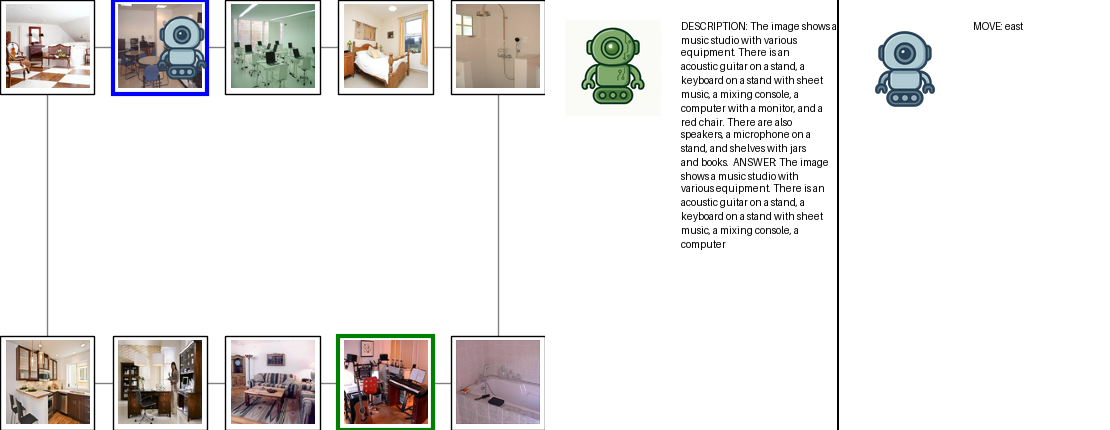 DESCRIPTION: The image shows a
music studio with various
equipment. There is an
acoustic guitar on a stand, a
keyboard on a stand with sheet
music, a mixing console, a
computer with a monitor, and a
red chair. There are also
speakers, a microphone on a
stand, and shelves with jars
and books. ANSWER: The image
shows a music studio with
various equipment. There is an
acoustic guitar on a stand, a
keyboard on a stand with sheet
music, a mixing console, a
computer
MOVE: east